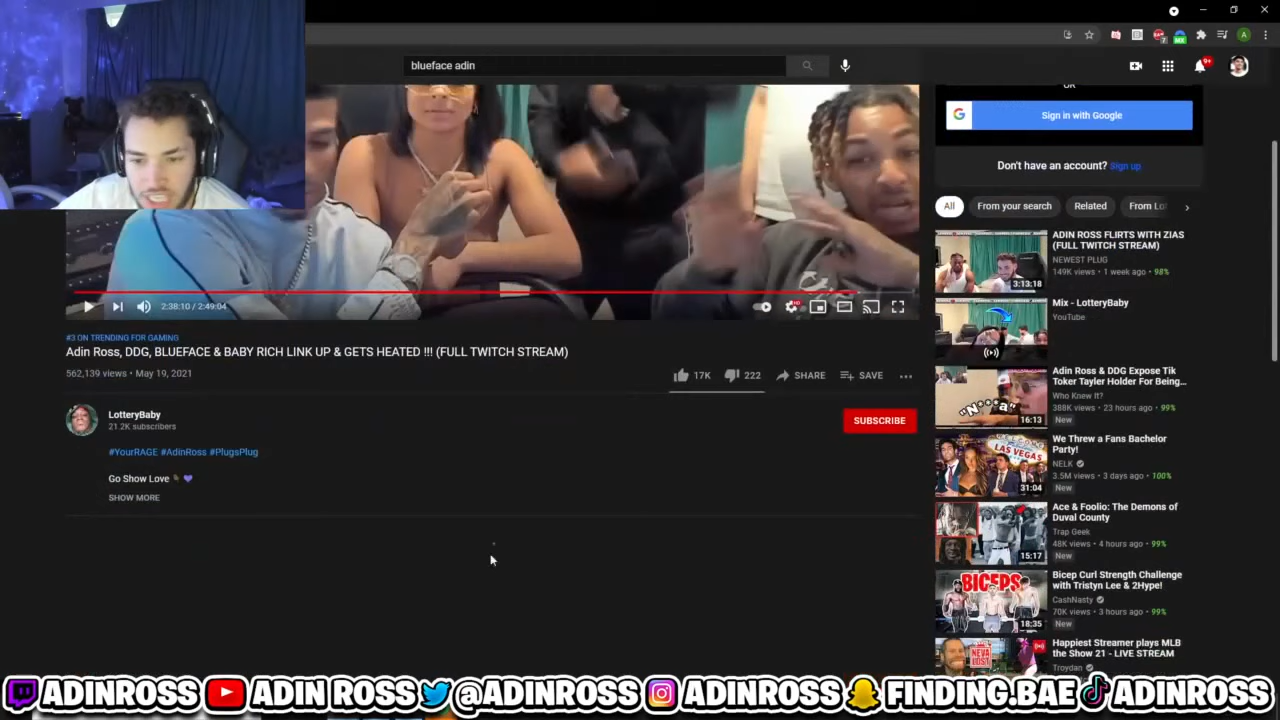 blueface adin
9+
A
MX
OR
Sign in with Google
Don't have an account? Sign up
All
From your search
Related
From Lo
2:38:10 / 2:49:04
#3 ON TRENDING FOR GAMING
Adin Ross, DDG, BLUEFACE & BABY RICH LINK UP & GETS HEATED !!! (FULL TWITCH STREAM)
562,139 views • May 19, 2021
17K
222
SHARE
SAVE
LotteryBaby
21.2K subscribers
SUBSCRIBE
#YourRAGE #AdinRoss #PlugsPlug
Go Show Love
SHOW MORE
ADIN ROSS FLIRTS WITH ZIAS
(FULL TWITCH STREAM)
NEWEST PLUG
149K views • 1 week ago • 98%
3:13:18
Mix - LotteryBaby
YouTube
Adin Ross & DDG Expose Tik
Toker Tayler Holder For Being...
Who Knew It?
388K views • 23 hours ago • 99%
New
"N***a"
16:13
We Threw a Fans Bachelor
Party!
NELK
3.5M views • 3 days ago • 100%
New
LAS VEGAS
31:04
Ace & Foolio: The Demons of
Duval County
Trap Geek
48K views • 4 hours ago • 99%
New
15:17
Bicep Curl Strength Challenge
with Tristyn Lee & 2Hype!
CashNasty
70K views • 3 hours ago • 99%
New
BICEPS
18:35
Happiest Streamer plays MLB
the Show 21 - LIVE STREAM
Troydan
NEVA
LOST
ADINROSS
ADIN ROSS
@ADINROSS
ADINROSS
FINDING.BAE
ADINROSS